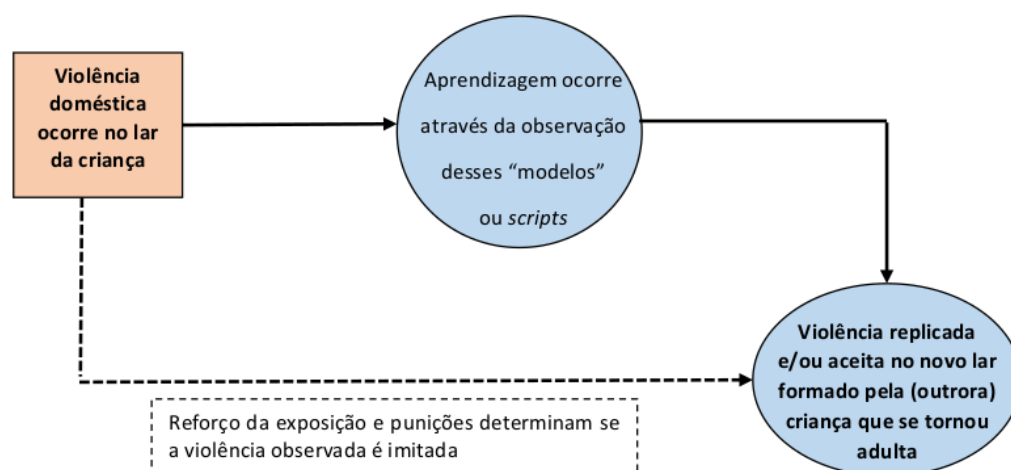 Violência
doméstica
ocorre no lar
da criança
Aprendizagem ocorre
através da observação
desses “modelos”
ou scripts
Violência replicada
e/ou aceita no novo lar
formado pela (outrora)
criança que se tornou
adulta
Reforço da exposição e punições determinam se
a violência observada é imitada